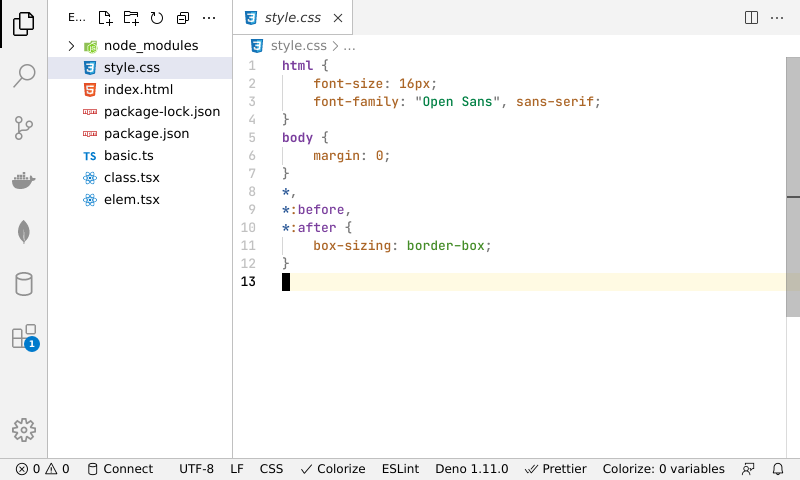 E...
style.css
node_modules
style.css
index.html
package-lock.json
package.json
TS basic.ts
class.tsx
elem.tsx
style.css > ...
1 html {
2     font-size: 16px;
3     font-family: "Open Sans", sans-serif;
4 }
5 body {
6     margin: 0;
7 }
8 *,
9 *:before,
10 *:after {
11     box-sizing: border-box;
12 }
13
1
0 0 Connect UTF-8 LF CSS Colorize ESLint Deno 1.11.0 Prettier Colorize: 0 variables